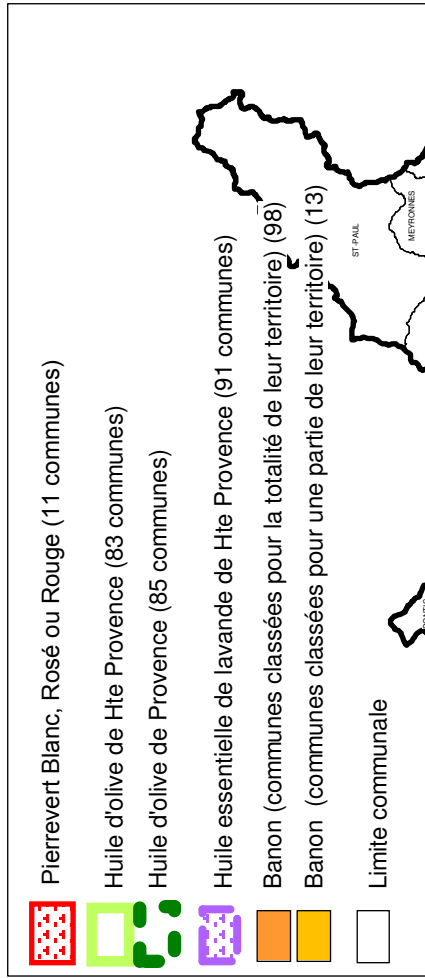 Pierrevert Blanc, Rosé ou Rouge (11 communes)
Huile d'olive de Hte Provence (83 communes)
Huile d'olive de Provence (85 communes)
Huile essentielle de lavande de Hte Provence (91 communes)
Banon (communes classées pour la totalité de leur territoire) (98)
Banon (communes classées pour une partie de leur territoire) (13)
Limite communale
ST-PAUL
MEYRONNES